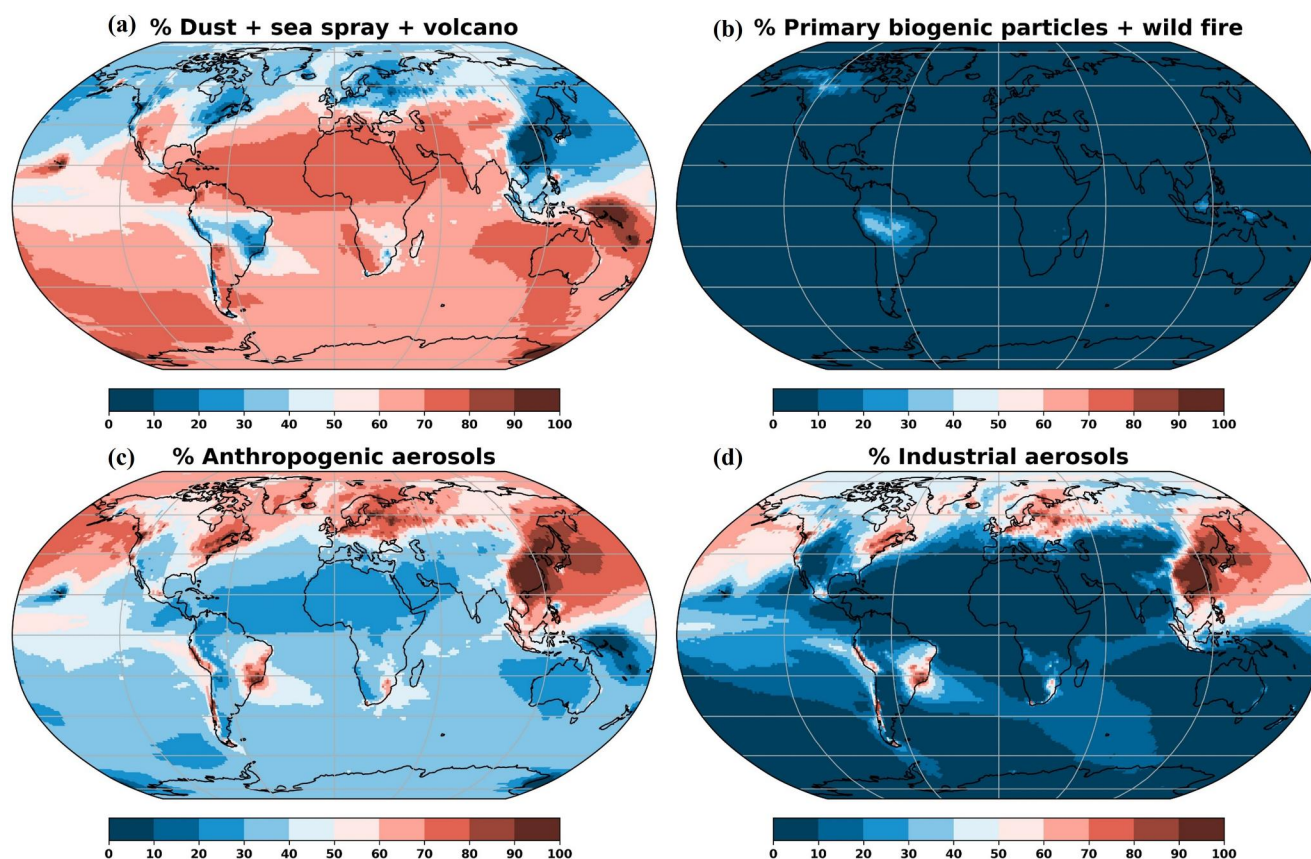 (a) % Dust + sea spray + volcano
(b) % Primary biogenic particles + wild fire
0 10 20 30 40 50 60 70 80 90 100
0 10 20 30 40 50 60 70 80 90 100
(c) % Anthropogenic aerosols
(d) % Industrial aerosols
0 10 20 30 40 50 60 70 80 90 100
0 10 20 30 40 50 60 70 80 90 100